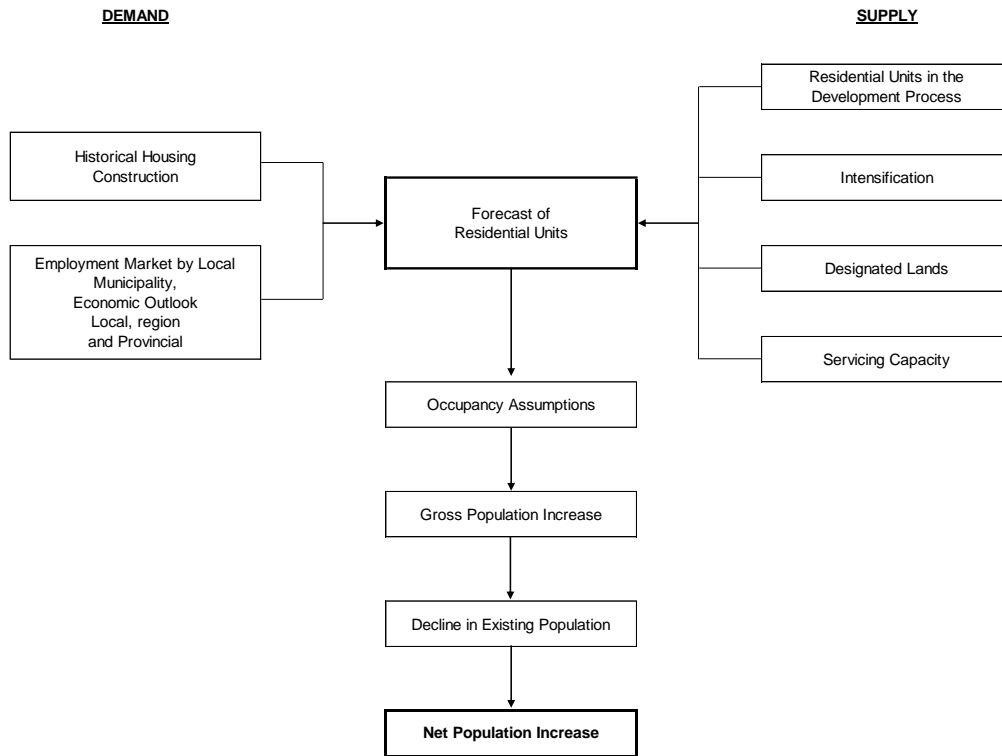 DEMAND
SUPPLY
Historical Housing
Construction
Employment Market by Local
Municipality,
Economic Outlook
Local, region
and Provincial
Forecast of
Residential Units
Residential Units in the
Development Process
Intensification
Designated Lands
Servicing Capacity
Occupancy Assumptions
Gross Population Increase
Decline in Existing Population
Net Population Increase